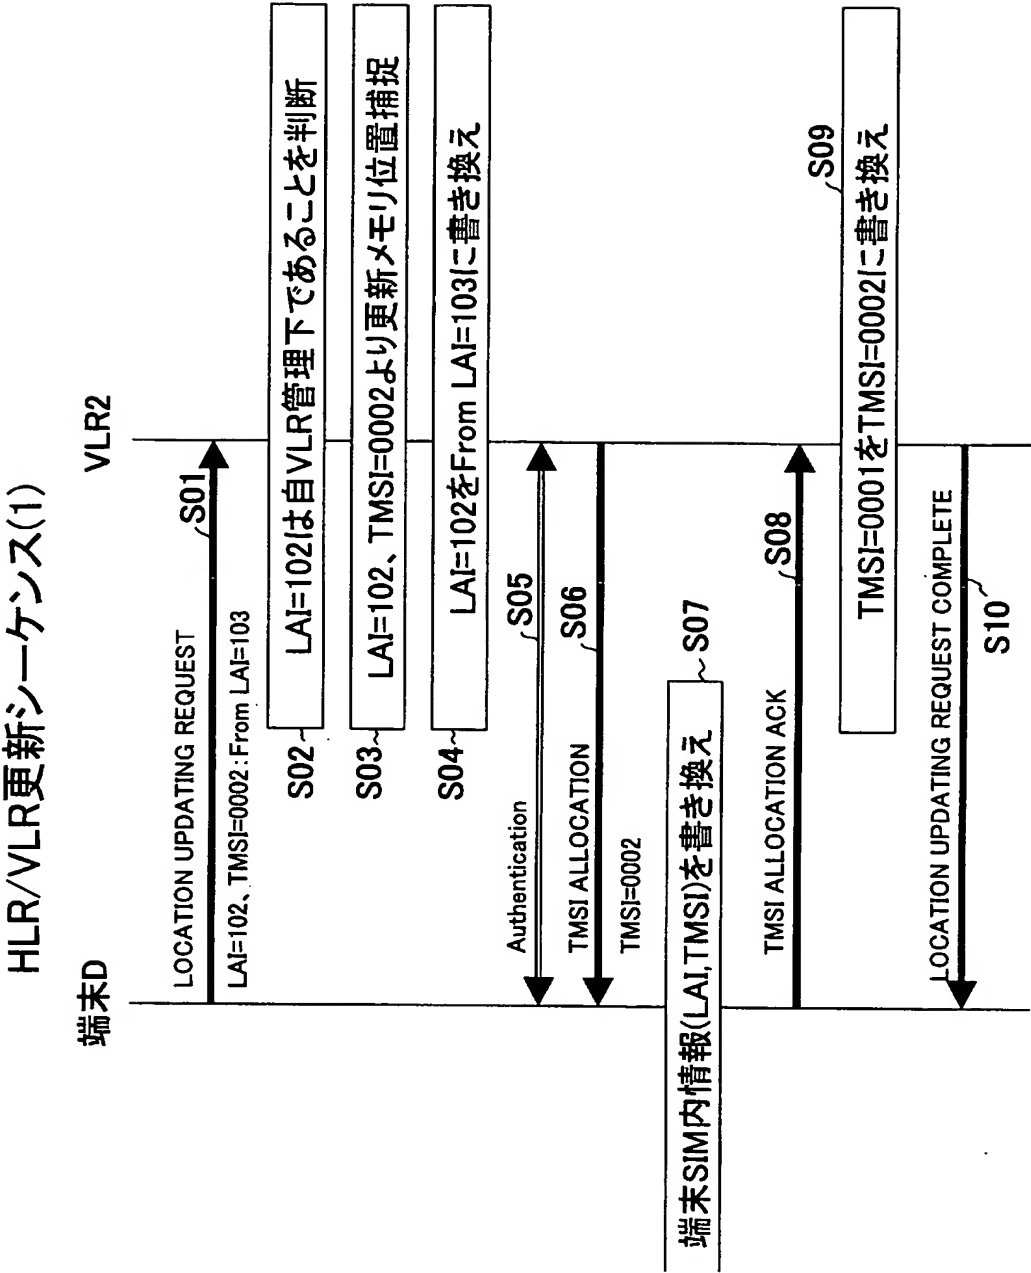 HLR/VLR更新シーケンス(1)
端末D
VLR2
LOCATION UPDATING REQUEST
S01
LAI=102、TMSI=0002:From LAI=103
S02
LAI=102は自VLR管理下であることを判断
S03
LAI=102、TMSI=0002より更新メモリ位置捕捉
S04
LAI=102をFrom LAI=103に書き換え
Authentication
S05
TMSI ALLOCATION
S06
TMSI=0002
端末SIM内情報(LAI,TMSI)を書き換え
S07
TMSI ALLOCATION ACK
S08
S09
TMSI=0001をTMSI=0002に書き換え
LOCATION UPDATING REQUEST COMPLETE
S10